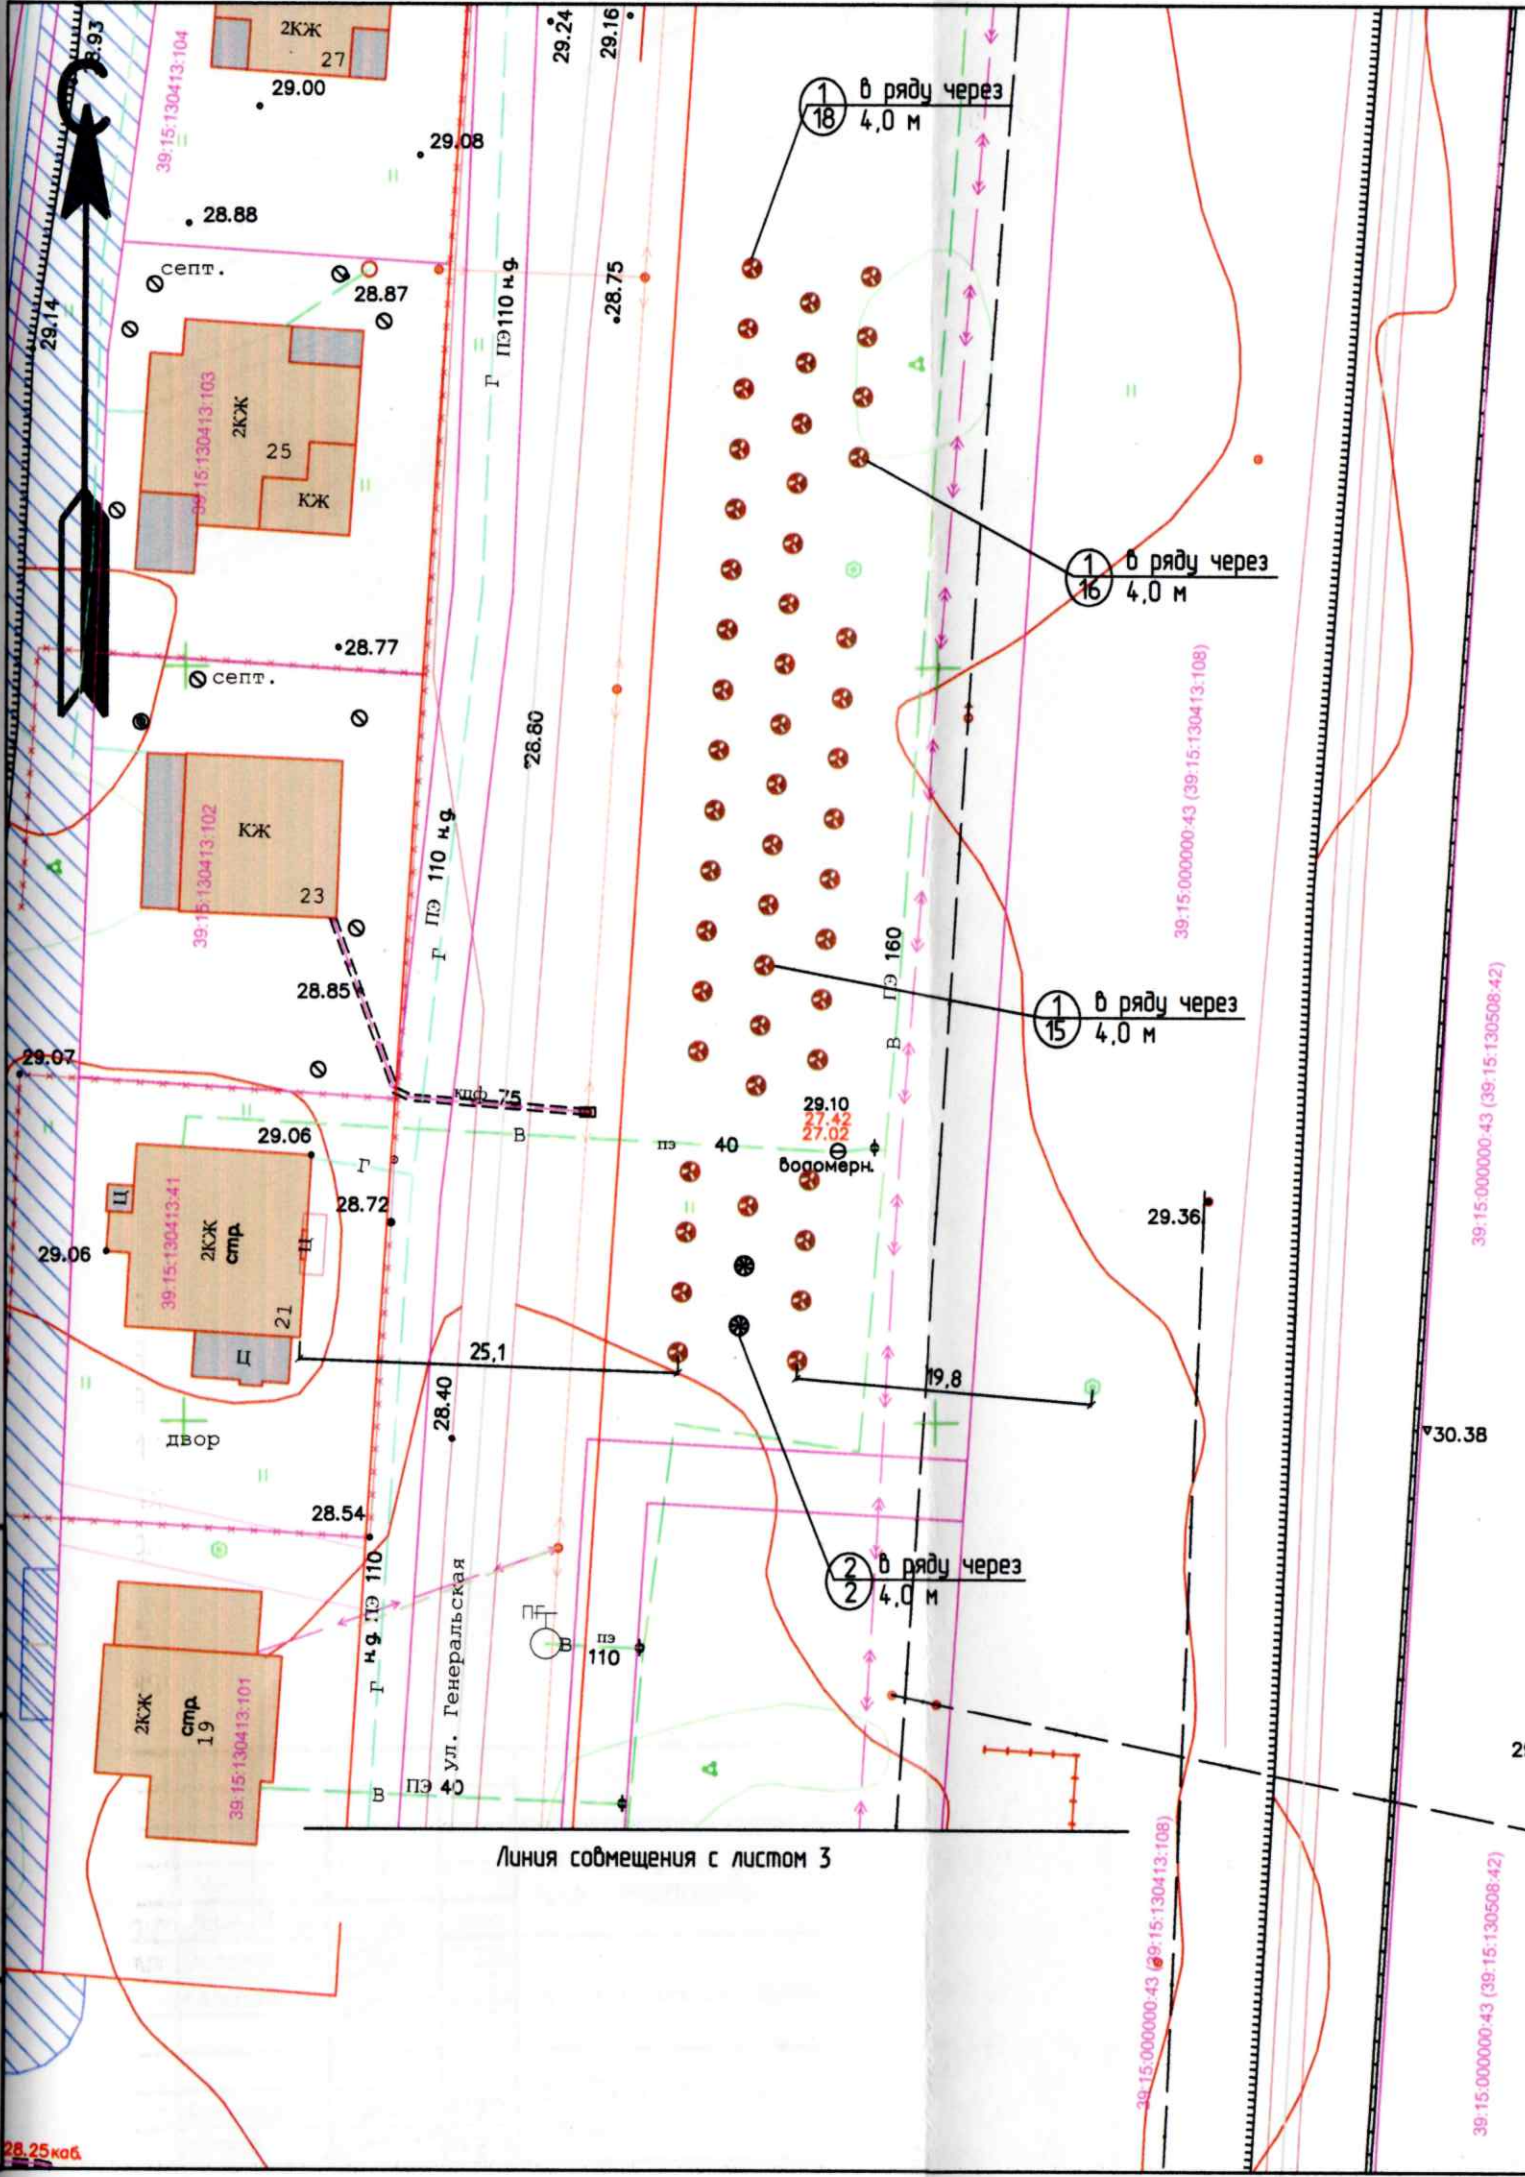 28.93
С
39:15:130413:104
2КЖ
27
29.00
29.08
28.88
29.24
29.16
1
18
в ряду через
4,0 м
29.14
септ.
28.87
ПЭ110 н.д.
Г
28.75
39:15:130413:103
2КЖ
25
КЖ
1
16
в ряду через
4,0 м
28.77
септ.
28.80
39:15:000000:43 (39:15:130413:108)
39:15:130413:102
КЖ
23
Г ПЭ 110 н.д.
28.85
В ПЭ 160
1
15
в ряду через
4,0 м
39:15:000000:43 (39:15:130508:42)
29.07
кпф 75
В
пэ 40
29.10
27.42
27.02
водомерн.
29.06
Г
28.72
29.36
Ц
39:15:130413:41
2КЖ
стр.
21
Ц
Ц
29.06
25,1
19,8
28.40
30.38
двор
28.54
Г н.д. ПЭ 110
ул. Генеральская
ПГ
В
пэ
110
2
2
в ряду через
4,0 м
2КЖ
стр.
19
39:15:130413:101
В
ПЭ 40
Линия совмещения с листом 3
39:15:000000:43 (39:15:130413:108)
39:15:000000:43 (39:15:130508:42)
28.25каб.